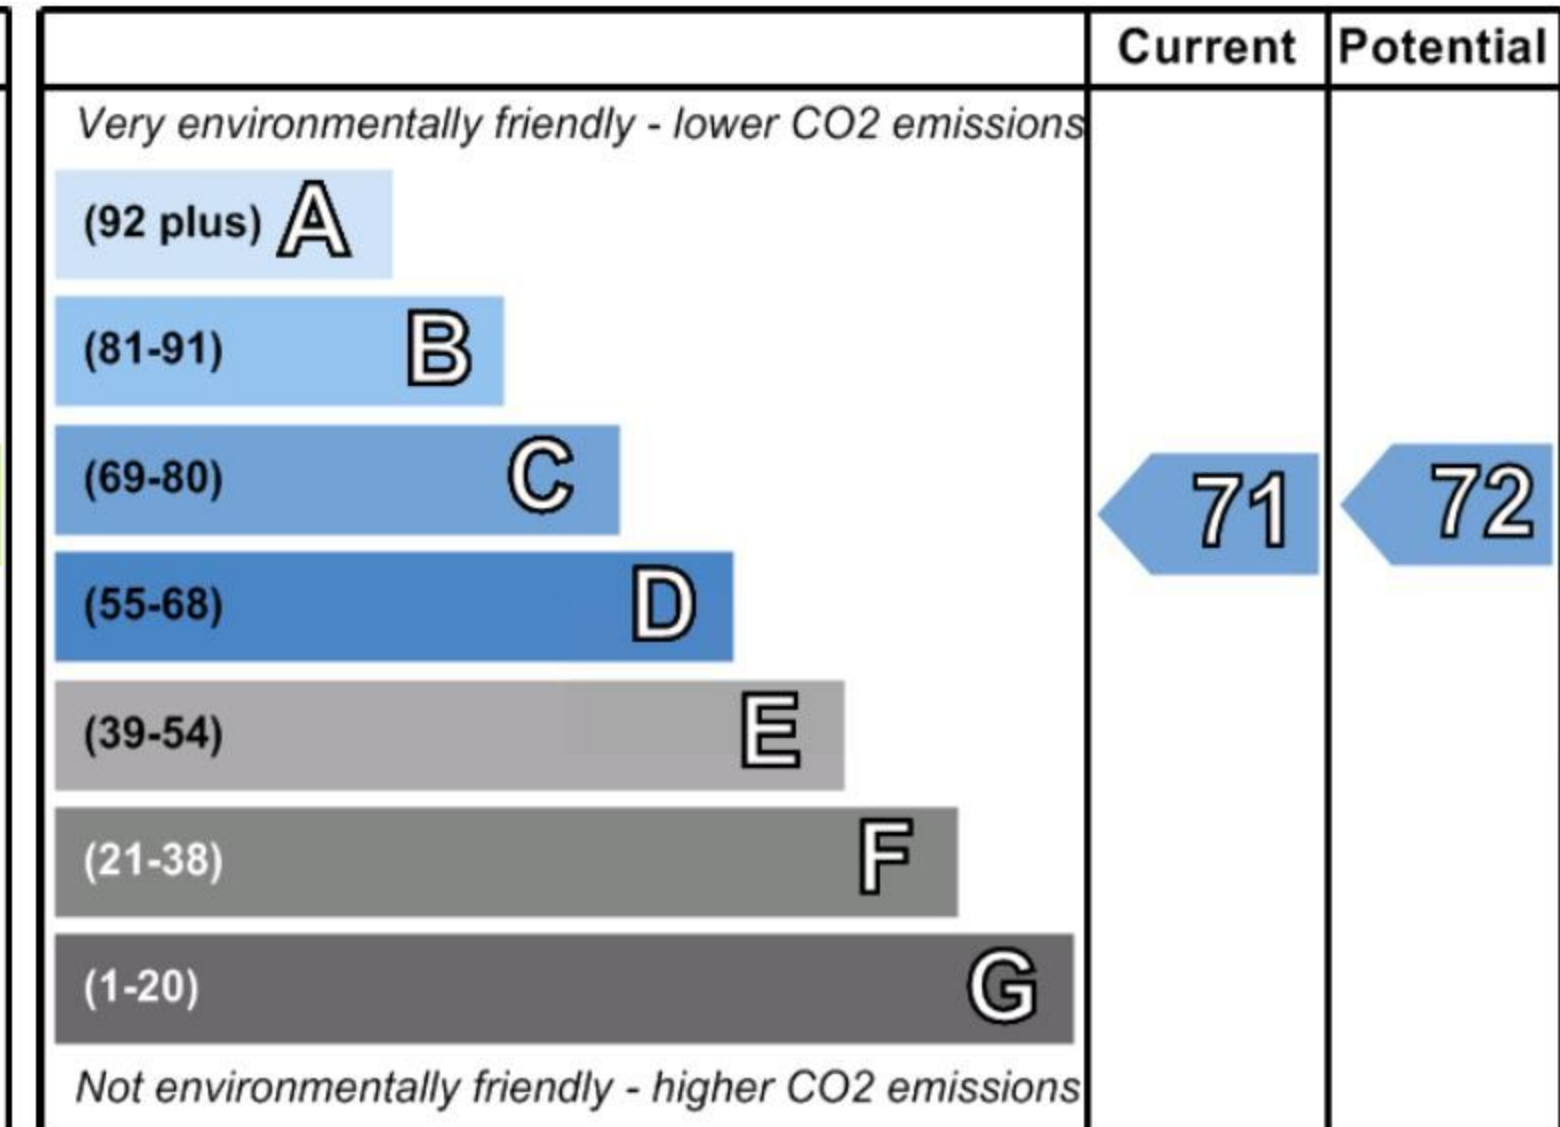 Current Potential
Very environmentally friendly - lower CO2 emissions
(92 plus) A
(81-91) B
(69-80) C
71 72
(55-68) D
(39-54) E
(21-38) F
(1-20) G
Not environmentally friendly - higher CO2 emissions